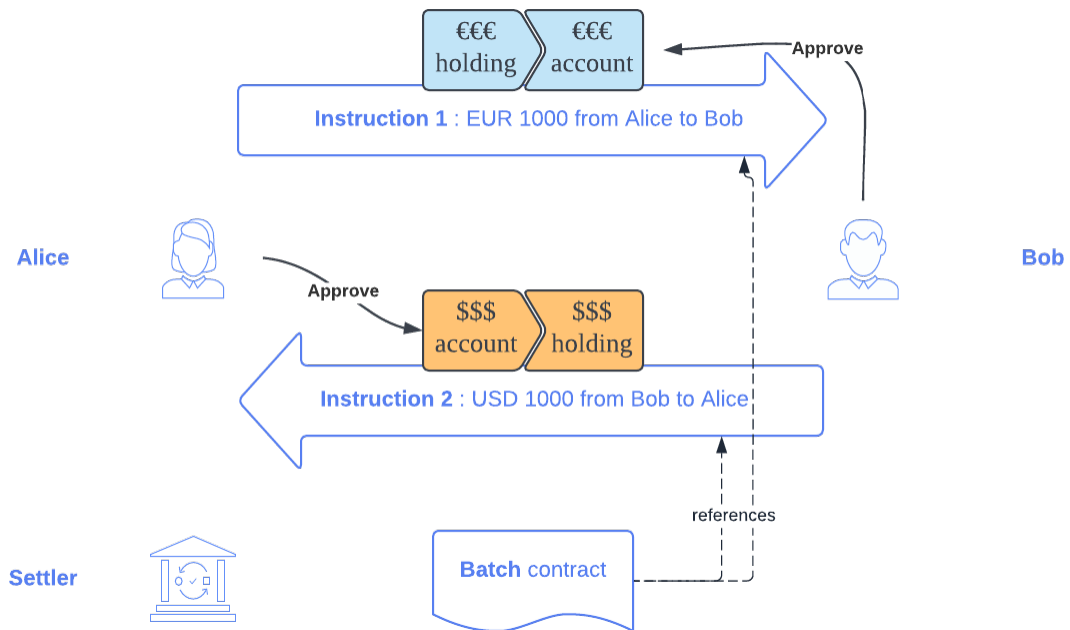 €€€
holding
€€€
account
Approve
Instruction 1 : EUR 1000 from Alice to Bob
Alice
Bob
Approve
$$$
account
$$$
holding
Instruction 2 : USD 1000 from Bob to Alice
references
Settler
Batch contract